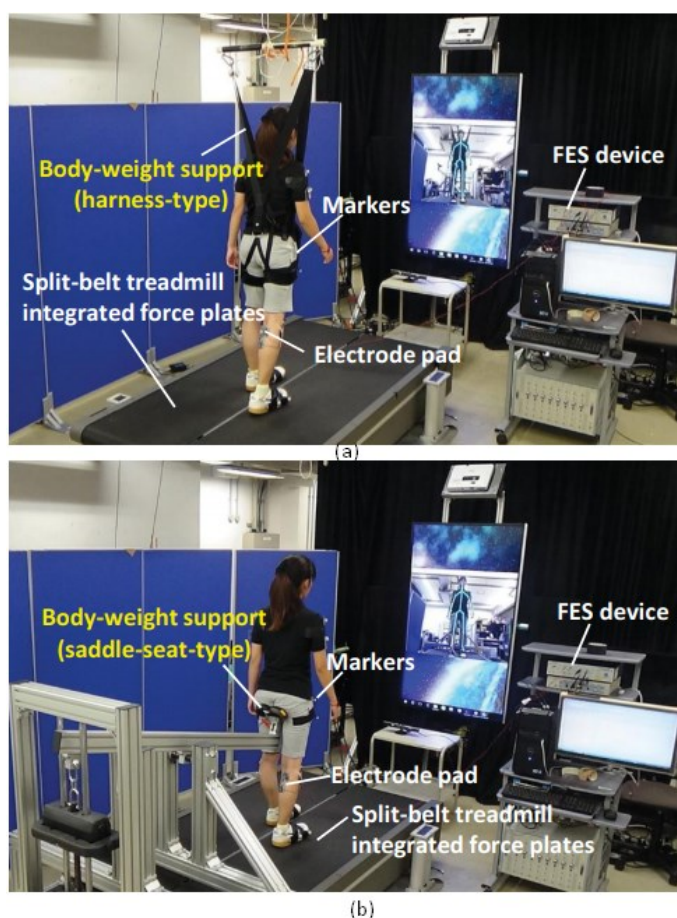 Body-weight support
(harness-type)
FES device
Markers
Split-belt treadmill
integrated force plates
Electrode pad
(a)
Body-weight support
(saddle-seat-type)
FES device
Markers
Electrode pad
Split-belt treadmill
integrated force plates
(b)